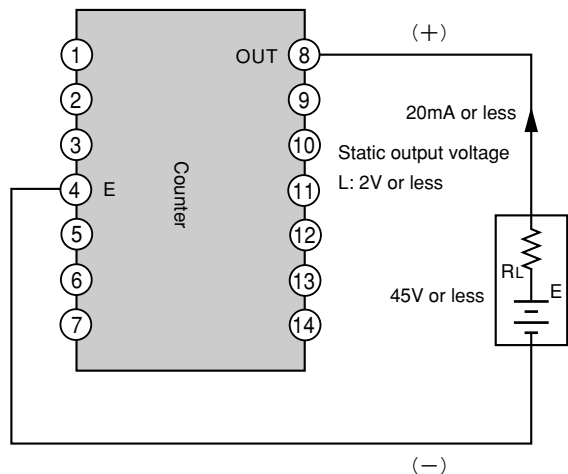 (+)
1
OUT 8
2
9
20mA or less
3
10
Static output voltage
4 E
11
L: 2V or less
Counter
5
12
6
13
RL
E
45V or less
7
14
(−)